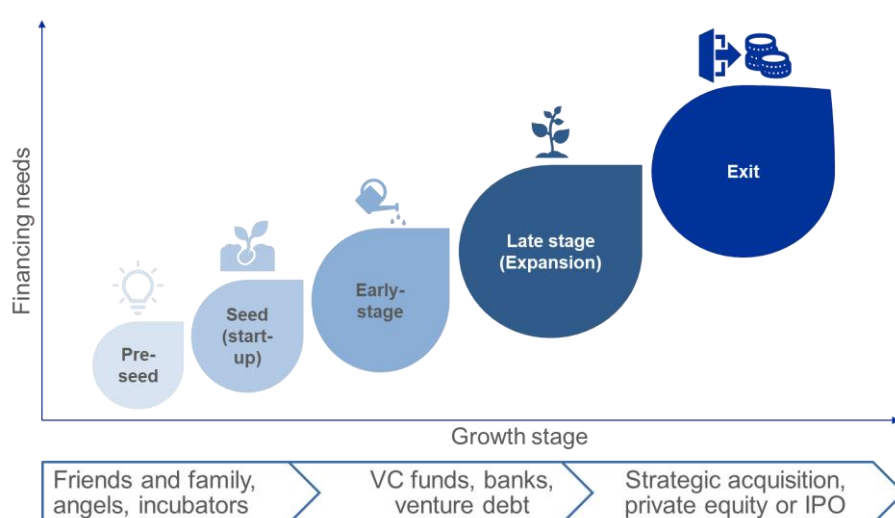 Financing needs
Pre-
seed
Seed
(start-
up)
Early-
stage
Late stage
(Expansion)
Exit
Growth stage
Friends and family,
angels, incubators
VC funds, banks,
venture debt
Strategic acquisition,
private equity or IPO